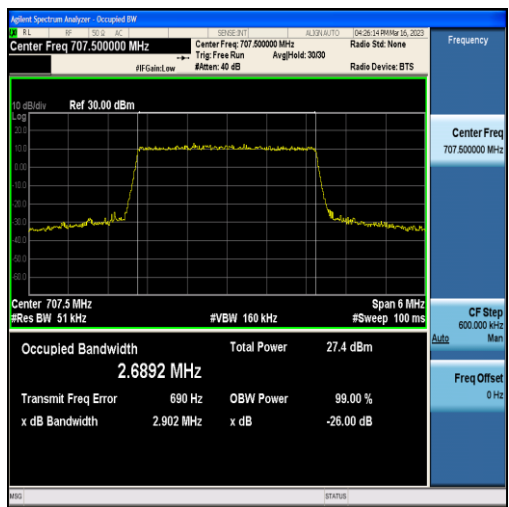 Agilent Spectrum Analyzer - Occupied BW
RL RF 50 Ω AC SENSE:INT ALIGN AUTO 04:26:14 PM Mar 16, 2023
Center Freq 707.500000 MHz
Center Freq: 707.500000 MHz
Radio Std: None
Trig: Free Run Avg|Hold: 30/30
#IFGain:Low #Atten: 40 dB Radio Device: BTS
Frequency
10 dB/div Ref 30.00 dBm
Log
20.0
10.0
0.00
-10.0
-20.0
-30.0
-40.0
-50.0
-60.0
Center Freq
707.500000 MHz
Center 707.5 MHz Span 6 MHz
#Res BW 51 kHz #VBW 160 kHz #Sweep 100 ms
CF Step
600.000 kHz
Auto Man
Occupied Bandwidth Total Power 27.4 dBm
2.6892 MHz
Freq Offset
0 Hz
Transmit Freq Error 690 Hz OBW Power 99.00 %
x dB Bandwidth 2.902 MHz x dB -26.00 dB
MSG STATUS